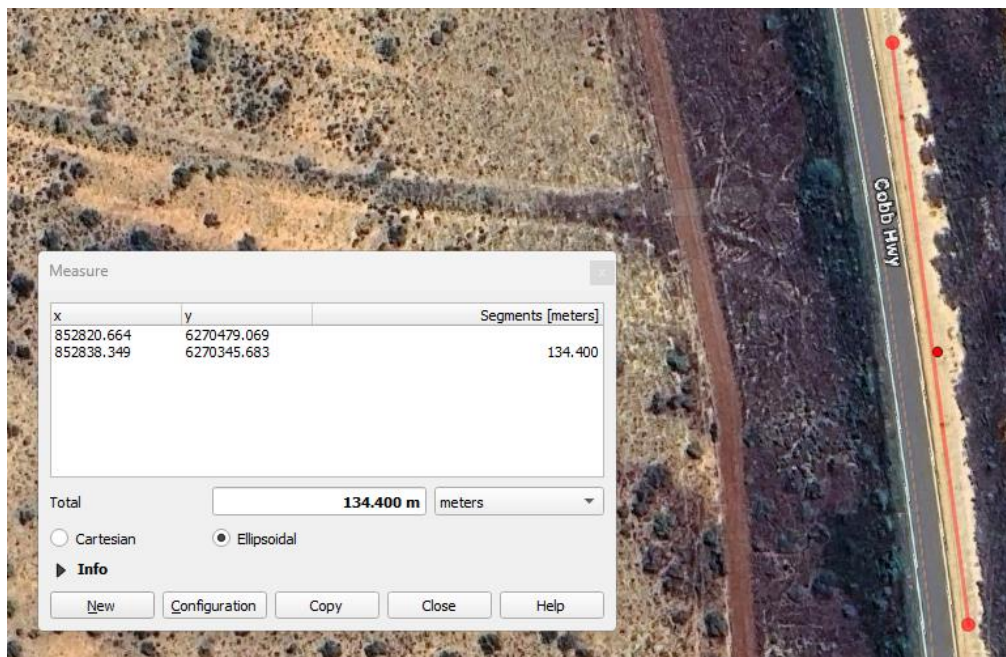 Cobb Hwy
Measure
x
x y Segments [meters]
852820.664 6270479.069
852838.349 6270345.683 134.400
Total 134.400 m meters
Cartesian Ellipsoidal
Info
New Configuration Copy Close Help